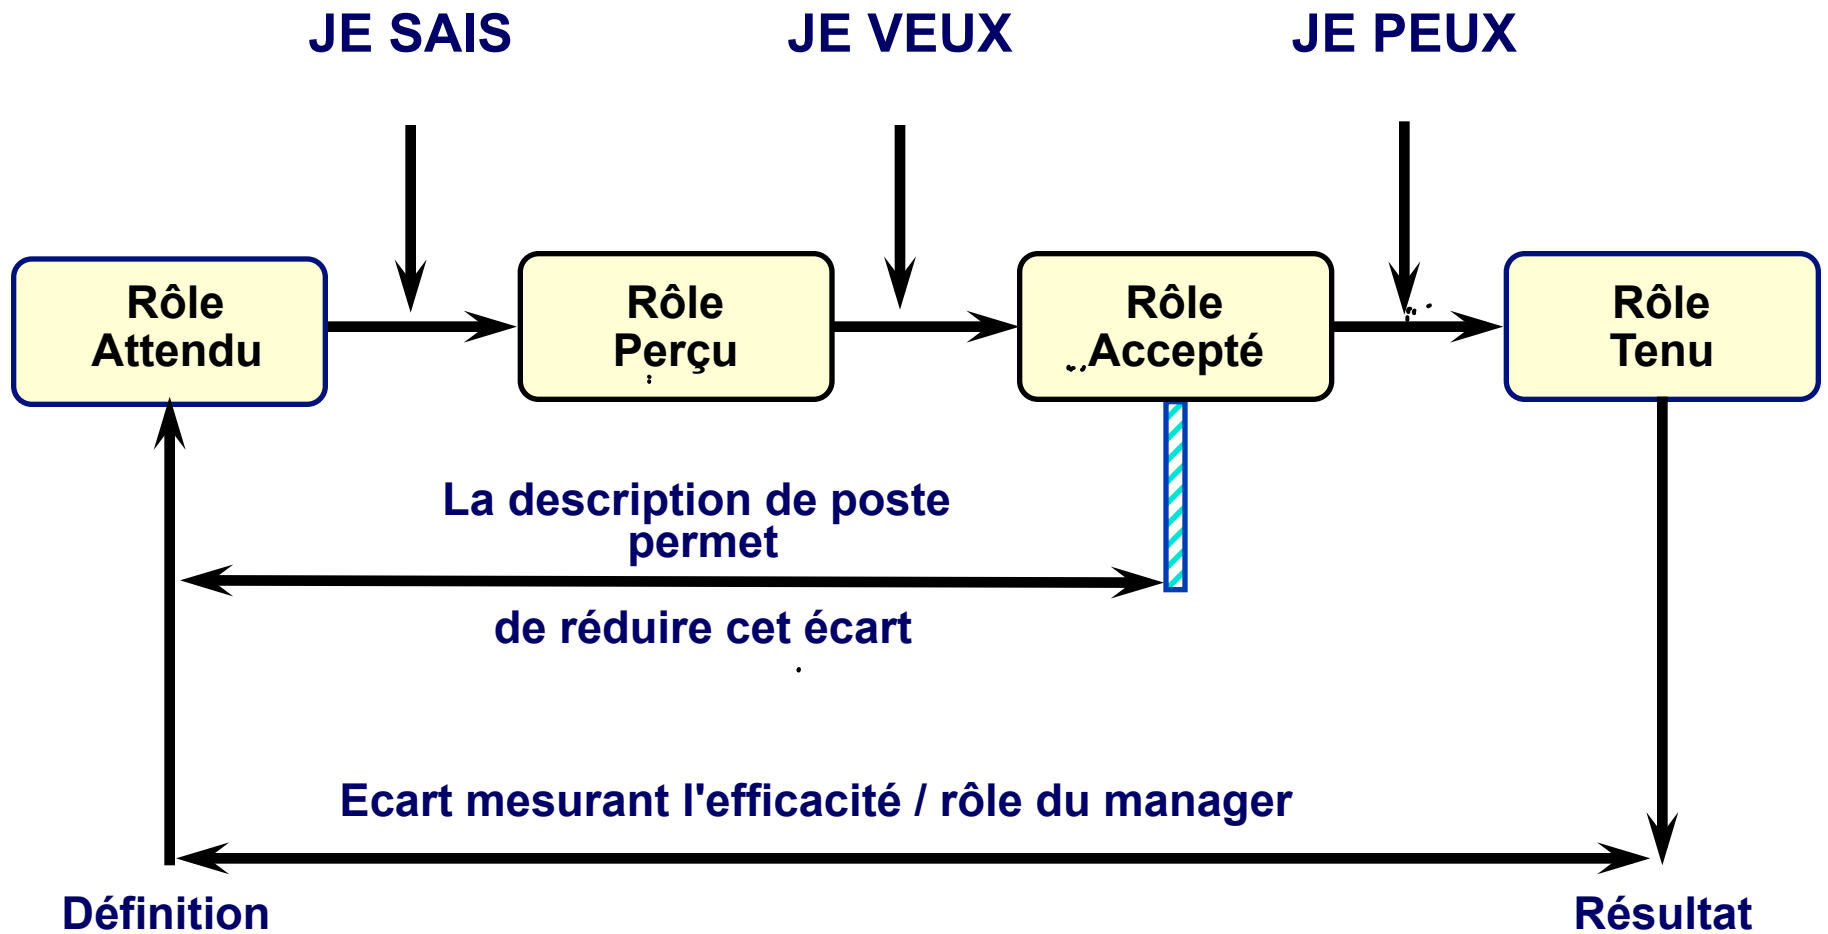 JE SAIS
JE VEUX
JE PEUX
Rôle
Attendu
Rôle
Perçu
Rôle
Accepté
Rôle
Tenu
La description de poste
permet
de réduire cet écart
Ecart mesurant l'efficacité / rôle du manager
Définition
Résultat